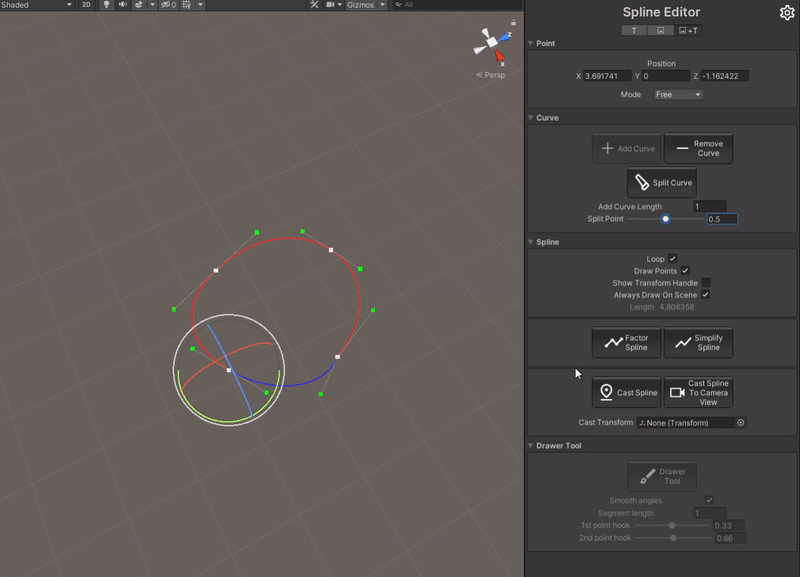 Shaded
2D
0
Gizmos
All
z
x
Persp
Spline Editor
T
+T
Point
Position
X 3.691741 Y 0 Z -1.162422
Mode Free
Curve
Add Curve
Remove Curve
Split Curve
Add Curve Length 1
Split Point 0.5
Spline
Loop
Draw Points
Show Transform Handle
Always Draw On Scene
Length 4,806358
Factor Spline
Simplify Spline
Cast Spline
Cast Spline To Camera View
Cast Transform None (Transform)
Drawer Tool
Drawer Tool
Smooth angles
Segment length 1
1st point hook 0.33
2nd point hook 0.66